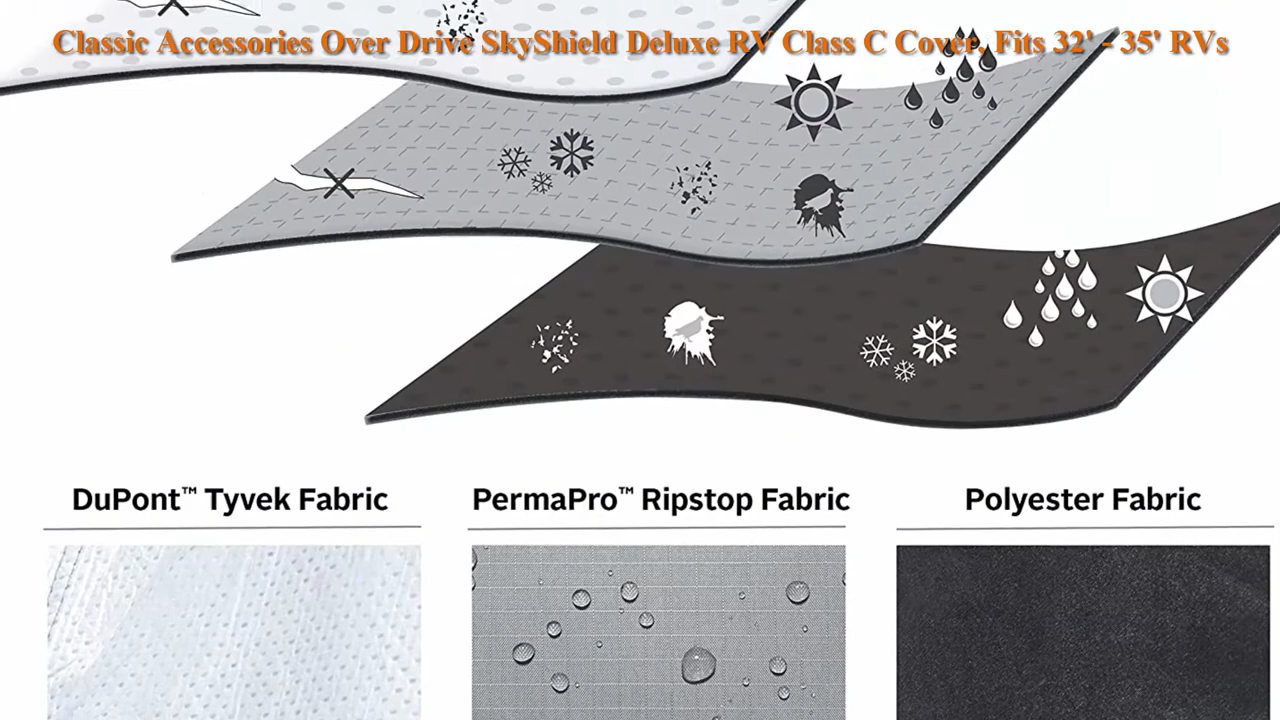 Classic Accessories Over Drive SkyShield Deluxe RV Class C Cover, Fits 32' - 35' RVs
DuPont™ Tyvek Fabric
PermaPro™ Ripstop Fabric
Polyester Fabric